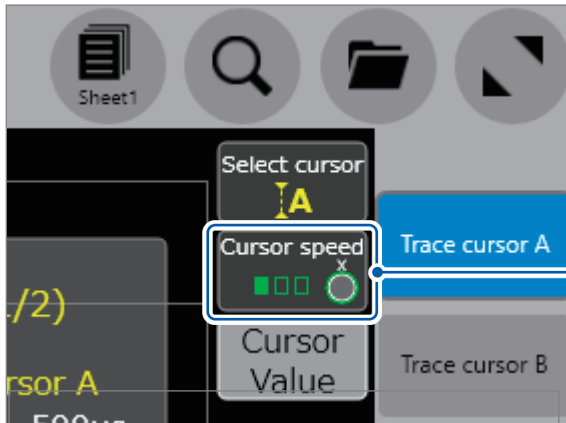 Sheet1
Select cursor
A
Cursor speed
X
Trace cursor A
/2)
Cursor
Value
Trace cursor B
rsor A